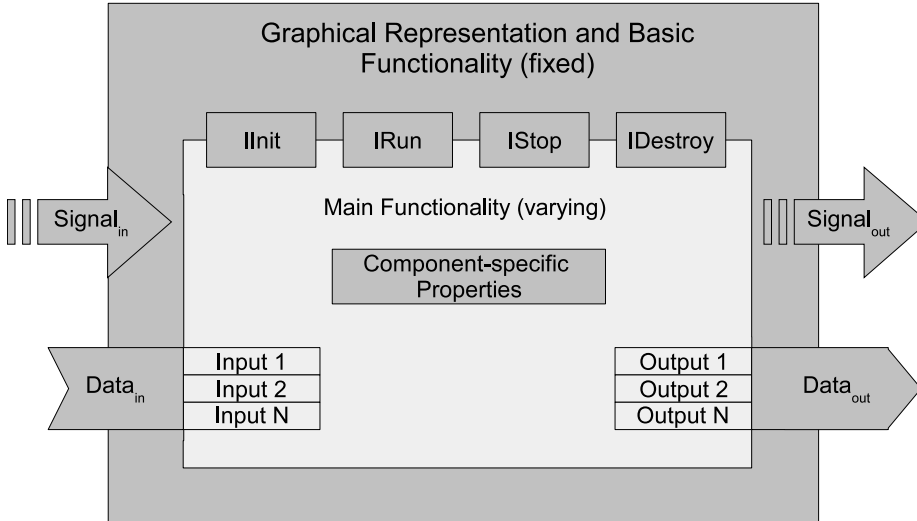 Graphical Representation and Basic
Functionality (fixed)
IInit
IRun
IStop
IDestroy
Signalin
Main Functionality (varying)
Signalout
Component-specific
Properties
Datain
Input 1
Input 2
Input N
Output 1
Output 2
Output N
Dataout